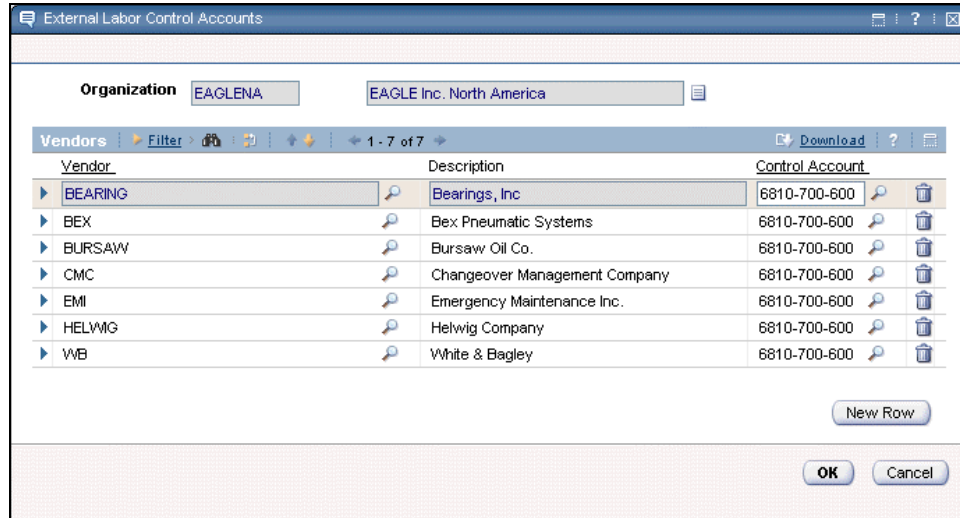 External Labor Control Accounts ?
Organization EAGLENA EAGLE Inc. North America
Vendors Filter 1 - 7 of 7 Download ?
Vendor Description Control Account
BEARING Bearings, Inc 6810-700-600
BEX Bex Pneumatic Systems 6810-700-600
BURSAW Bursaw Oil Co. 6810-700-600
CMC Changeover Management Company 6810-700-600
EMI Emergency Maintenance Inc. 6810-700-600
HELWIG Helwig Company 6810-700-600
WB White & Bagley 6810-700-600
New Row
OK Cancel